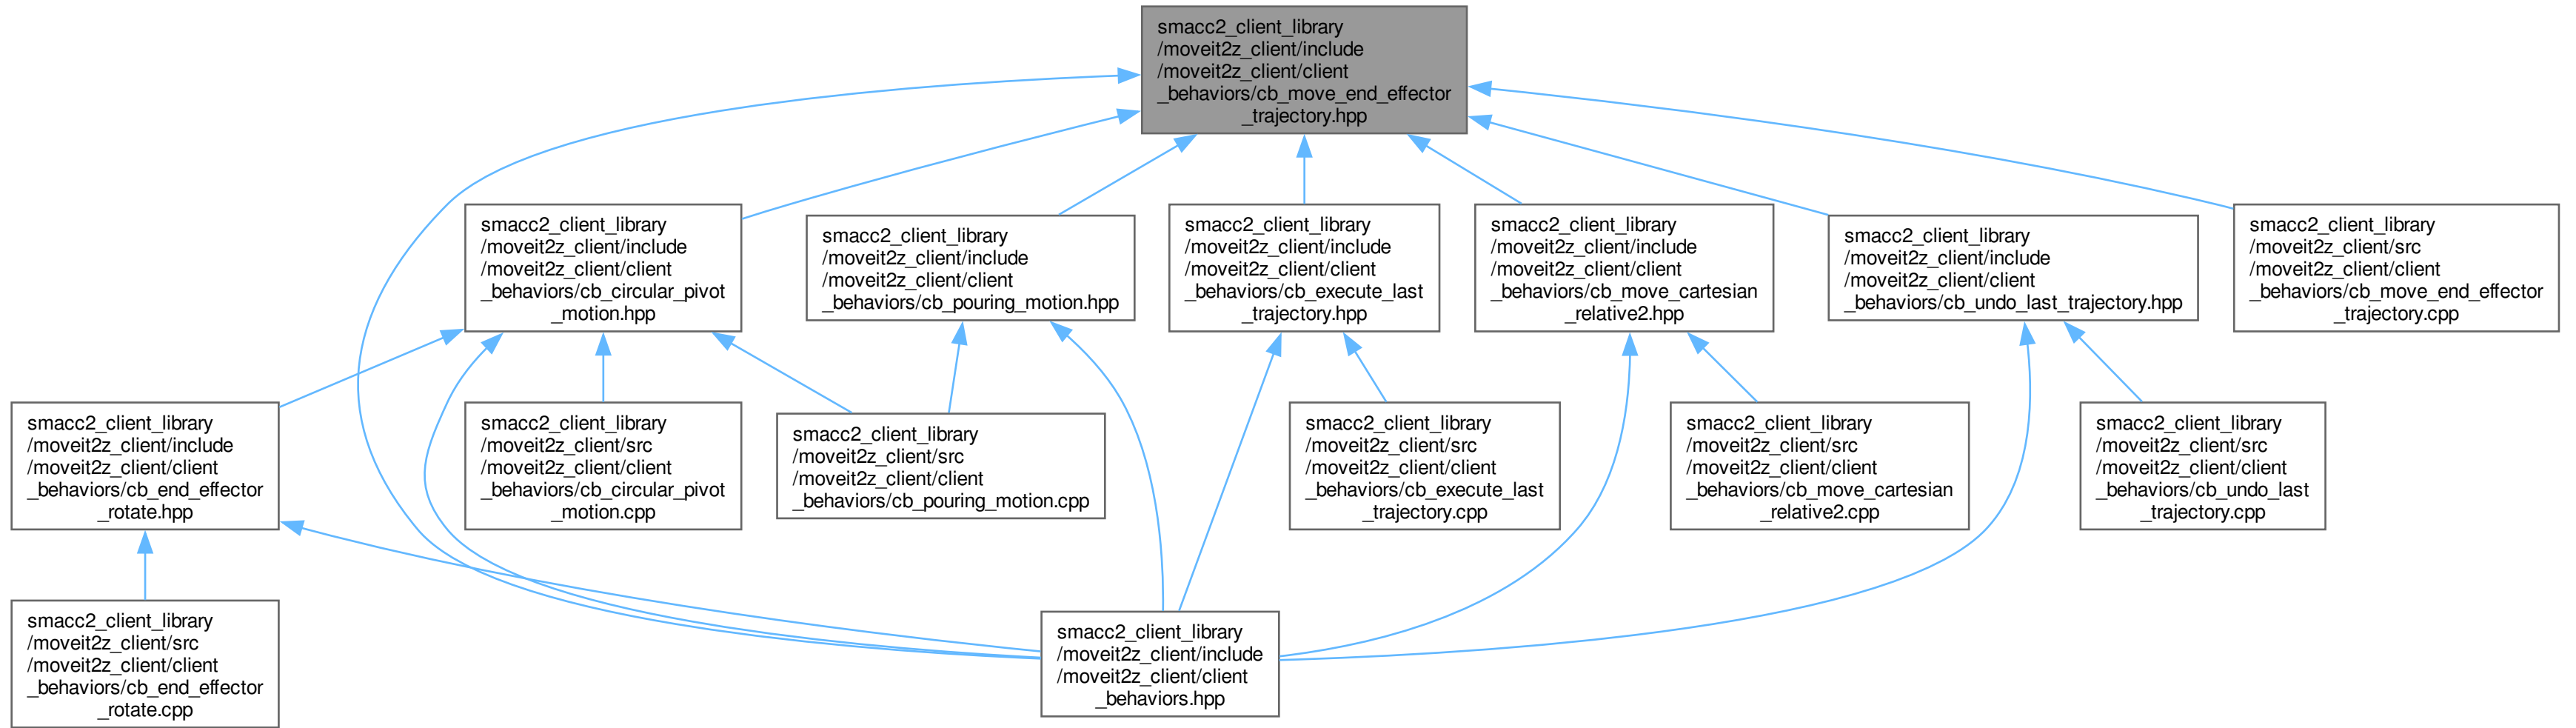 smacc2_client_library
/moveit2z_client/include
/moveit2z_client/client
_behaviors/cb_move_end_effector
_trajectory.hpp
smacc2_client_library
/moveit2z_client/include
/moveit2z_client/client
_behaviors/cb_circular_pivot
_motion.hpp
smacc2_client_library
/moveit2z_client/include
/moveit2z_client/client
_behaviors/cb_pouring_motion.hpp
smacc2_client_library
/moveit2z_client/include
/moveit2z_client/client
_behaviors/cb_execute_last
_trajectory.hpp
smacc2_client_library
/moveit2z_client/include
/moveit2z_client/client
_behaviors/cb_move_cartesian
_relative2.hpp
smacc2_client_library
/moveit2z_client/include
/moveit2z_client/client
_behaviors/cb_undo_last_trajectory.hpp
smacc2_client_library
/moveit2z_client/src
/moveit2z_client/client
_behaviors/cb_move_end_effector
_trajectory.cpp
smacc2_client_library
/moveit2z_client/include
/moveit2z_client/client
_behaviors/cb_end_effector
_rotate.hpp
smacc2_client_library
/moveit2z_client/src
/moveit2z_client/client
_behaviors/cb_circular_pivot
_motion.cpp
smacc2_client_library
/moveit2z_client/src
/moveit2z_client/client
_behaviors/cb_pouring_motion.cpp
smacc2_client_library
/moveit2z_client/src
/moveit2z_client/client
_behaviors/cb_execute_last
_trajectory.cpp
smacc2_client_library
/moveit2z_client/src
/moveit2z_client/client
_behaviors/cb_move_cartesian
_relative2.cpp
smacc2_client_library
/moveit2z_client/src
/moveit2z_client/client
_behaviors/cb_undo_last
_trajectory.cpp
smacc2_client_library
/moveit2z_client/src
/moveit2z_client/client
_behaviors/cb_end_effector
_rotate.cpp
smacc2_client_library
/moveit2z_client/include
/moveit2z_client/client
_behaviors.hpp